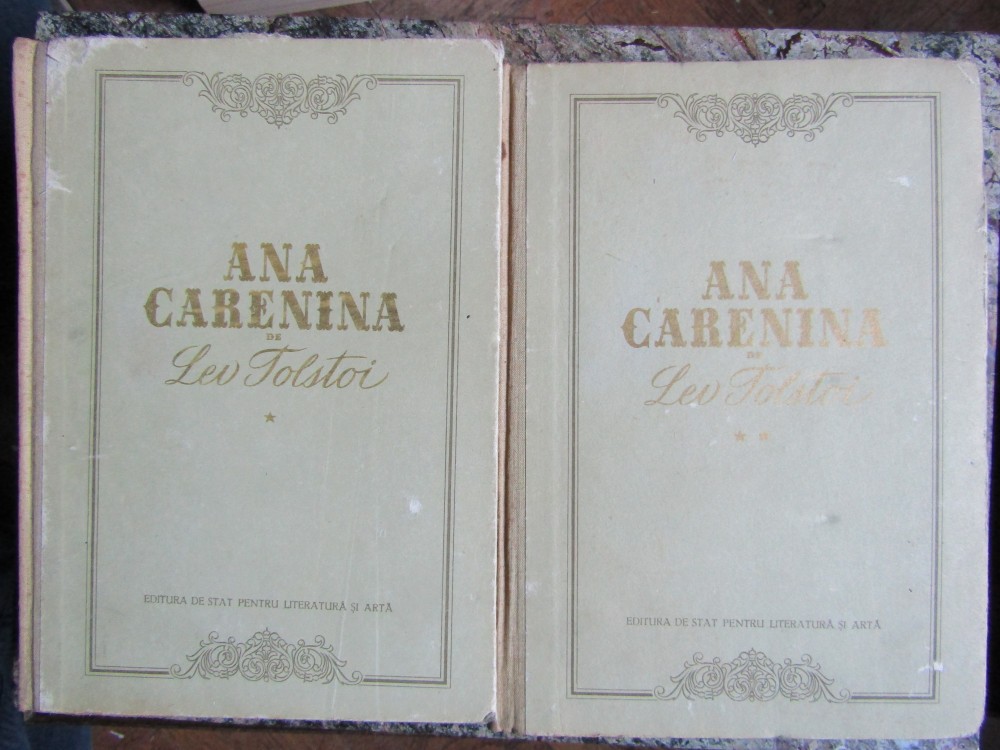 ANA
CARENINA
DE
Lev Tolstoi
★
EDITURA DE STAT PENTRU LITERATURĂ ȘI ARTĂ
ANA
CARENINA
DE
Lev Tolstoi
★ ★
EDITURA DE STAT PENTRU LITERATURĂ ȘI ARTĂ